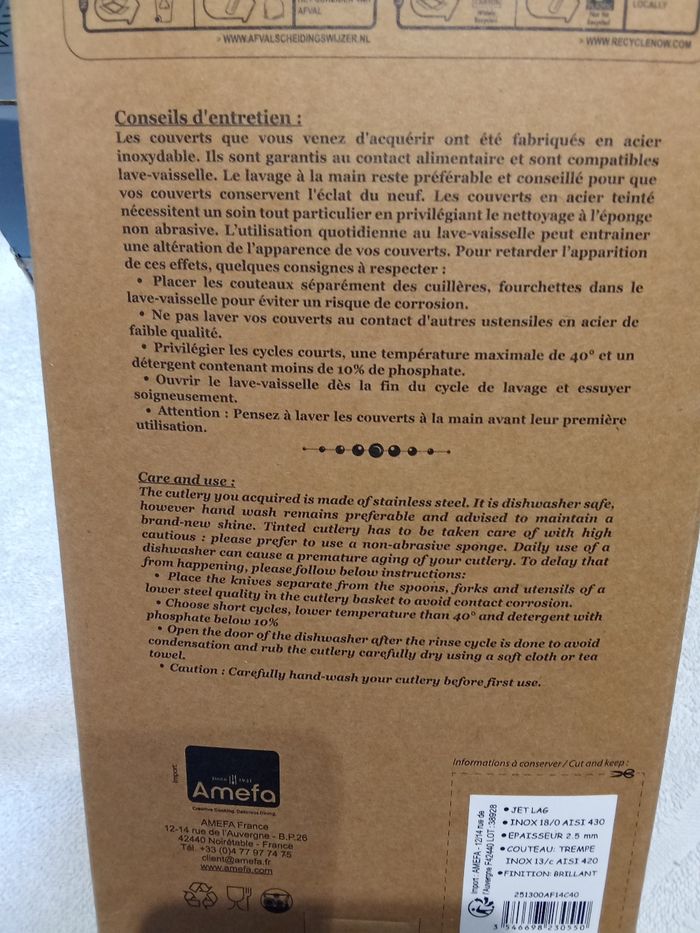 AFVAL
LOCALLY
> WWW.AFVALSCHEIDINGSWIJZER.NL
> WWW.RECYCLENOW.COM
Conseils d'entretien :
Les couverts que vous venez d'acquérir ont été fabriqués en acier
inoxydable. Ils sont garantis au contact alimentaire et sont compatibles
lave-vaisselle. Le lavage à la main reste préférable et conseillé pour que
vos couverts conservent l'éclat du neuf. Les couverts en acier teinté
nécessitent un soin tout particulier en privilégiant le nettoyage à l'éponge
non abrasive. L'utilisation quotidienne au lave-vaisselle peut entrainer
une altération de l'apparence de vos couverts. Pour retarder l'apparition
de ces effets, quelques consignes à respecter :
• Placer les couteaux séparément des cuillères, fourchettes dans le
lave-vaisselle pour éviter un risque de corrosion.
• Ne pas laver vos couverts au contact d'autres ustensiles en acier de
faible qualité.
• Privilégier les cycles courts, une température maximale de 40° et un
détergent contenant moins de 10% de phosphate.
• Ouvrir le lave-vaisselle dès la fin du cycle de lavage et essuyer
soigneusement.
• Attention : Pensez à laver les couverts à la main avant leur première
utilisation.
Care and use :
The cutlery you acquired is made of stainless steel. It is dishwasher safe,
however hand wash remains preferable and advised to maintain a
brand-new shine. Tinted cutlery has to be taken care of with high
cautious : please prefer to use a non-abrasive sponge. Daily use of a
dishwasher can cause a premature aging of your cutlery. To delay that
from happening, please follow below instructions:
• Place the knives separate from the spoons, forks and utensils of a
lower steel quality in the cutlery basket to avoid contact corrosion.
• Choose short cycles, lower temperature than 40° and detergent with
phosphate below 10%
• Open the door of the dishwasher after the rinse cycle is done to avoid
condensation and rub the cutlery carefully dry using a soft cloth or tea
towel.
• Caution : Carefully hand-wash your cutlery before first use.
Import
Since 1931
Amefa
Creative Cooking. Delicious Dining.
AMEFA France
12-14 rue de l'Auvergne - B.P.26
42440 Noirétable - France
Tél. +33 (0)4 77 97 74 75
client@amefa.fr
www.amefa.com
Informations à conserver / Cut and keep :
Import : AMEFA - 12/14 rue de
l'Auvergne F42440 LOT :38928
• JET LAG
• INOX 18/0 AISI 430
• EPAISSEUR 2.5 mm
• COUTEAU: TREMPE
INOX 13/c AISI 420
• FINITION: BRILLANT
251300AF14C40
3 546698 230550